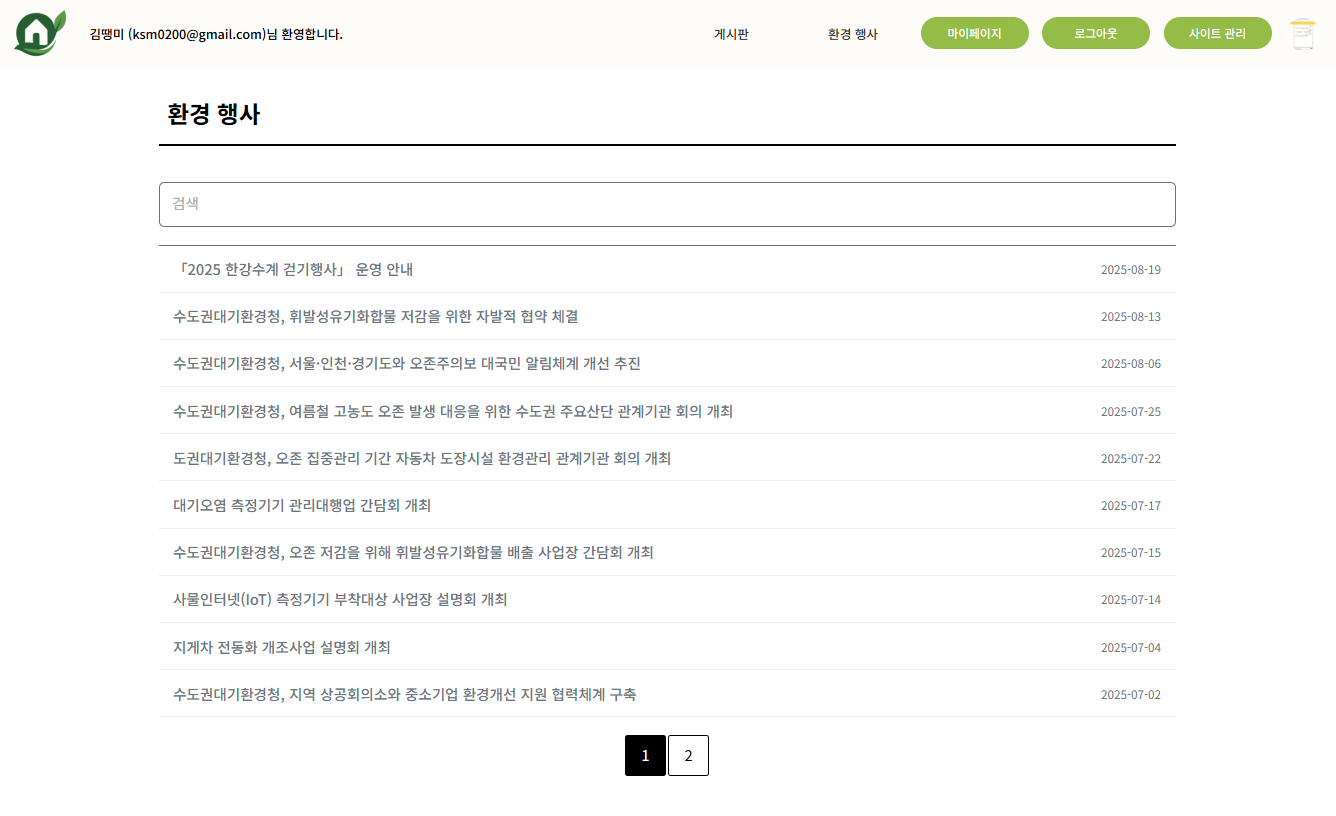 김땡미 (ksm0200@gmail.com)님 환영합니다. 게시판 환경 행사 마이페이지 로그아웃 사이트 관리
환경 행사
검색
「2025 한강수계 걷기행사」 운영 안내 2025-08-19
수도권대기환경청, 휘발성유기화합물 저감을 위한 자발적 협약 체결 2025-08-13
수도권대기환경청, 서울·인천·경기도와 오존주의보 대국민 알림체계 개선 추진 2025-08-06
수도권대기환경청, 여름철 고농도 오존 발생 대응을 위한 수도권 주요산단 관계기관 회의 개최 2025-07-25
도권대기환경청, 오존 집중관리 기간 자동차 도장시설 환경관리 관계기관 회의 개최 2025-07-22
대기오염 측정기기 관리대행업 간담회 개최 2025-07-17
수도권대기환경청, 오존 저감을 위해 휘발성유기화합물 배출 사업장 간담회 개최 2025-07-15
사물인터넷(IoT) 측정기기 부착대상 사업장 설명회 개최 2025-07-14
지게차 전동화 개조사업 설명회 개최 2025-07-04
수도권대기환경청, 지역 상공회의소와 중소기업 환경개선 지원 협력체계 구축 2025-07-02
1 2